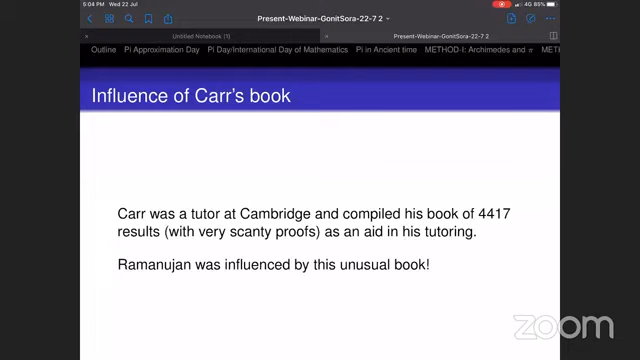 5:04 PM Wed 22 Jul
4G 85%
Present-Webinar-GonitSora-22-7 2
Untitled Notebook (1)
Present-Webinar-GonitSora-22-7 2
Outline Pi Approximation Day Pi Day/International Day of Mathematics Pi in Ancient time METHOD-I: Archimedes and π METH
Influence of Carr's book
Carr was a tutor at Cambridge and compiled his book of 4417
results (with very scanty proofs) as an aid in his tutoring.
Ramanujan was influenced by this unusual book!
zoom